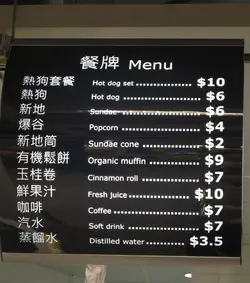 餐牌 Menu
熱狗套餐 Hot dog set $10
熱狗 Hot dog $6
新地 Sundae $6
爆谷 Popcorn $4
新地筒 Sundae cone $2
有機鬆餅 Organic muffin $9
玉桂卷 Cinnamon roll $7
鮮果汁 Fresh juice $10
咖啡 Coffee $7
汽水 Soft drink $7
蒸餾水 Distilled water $3.5